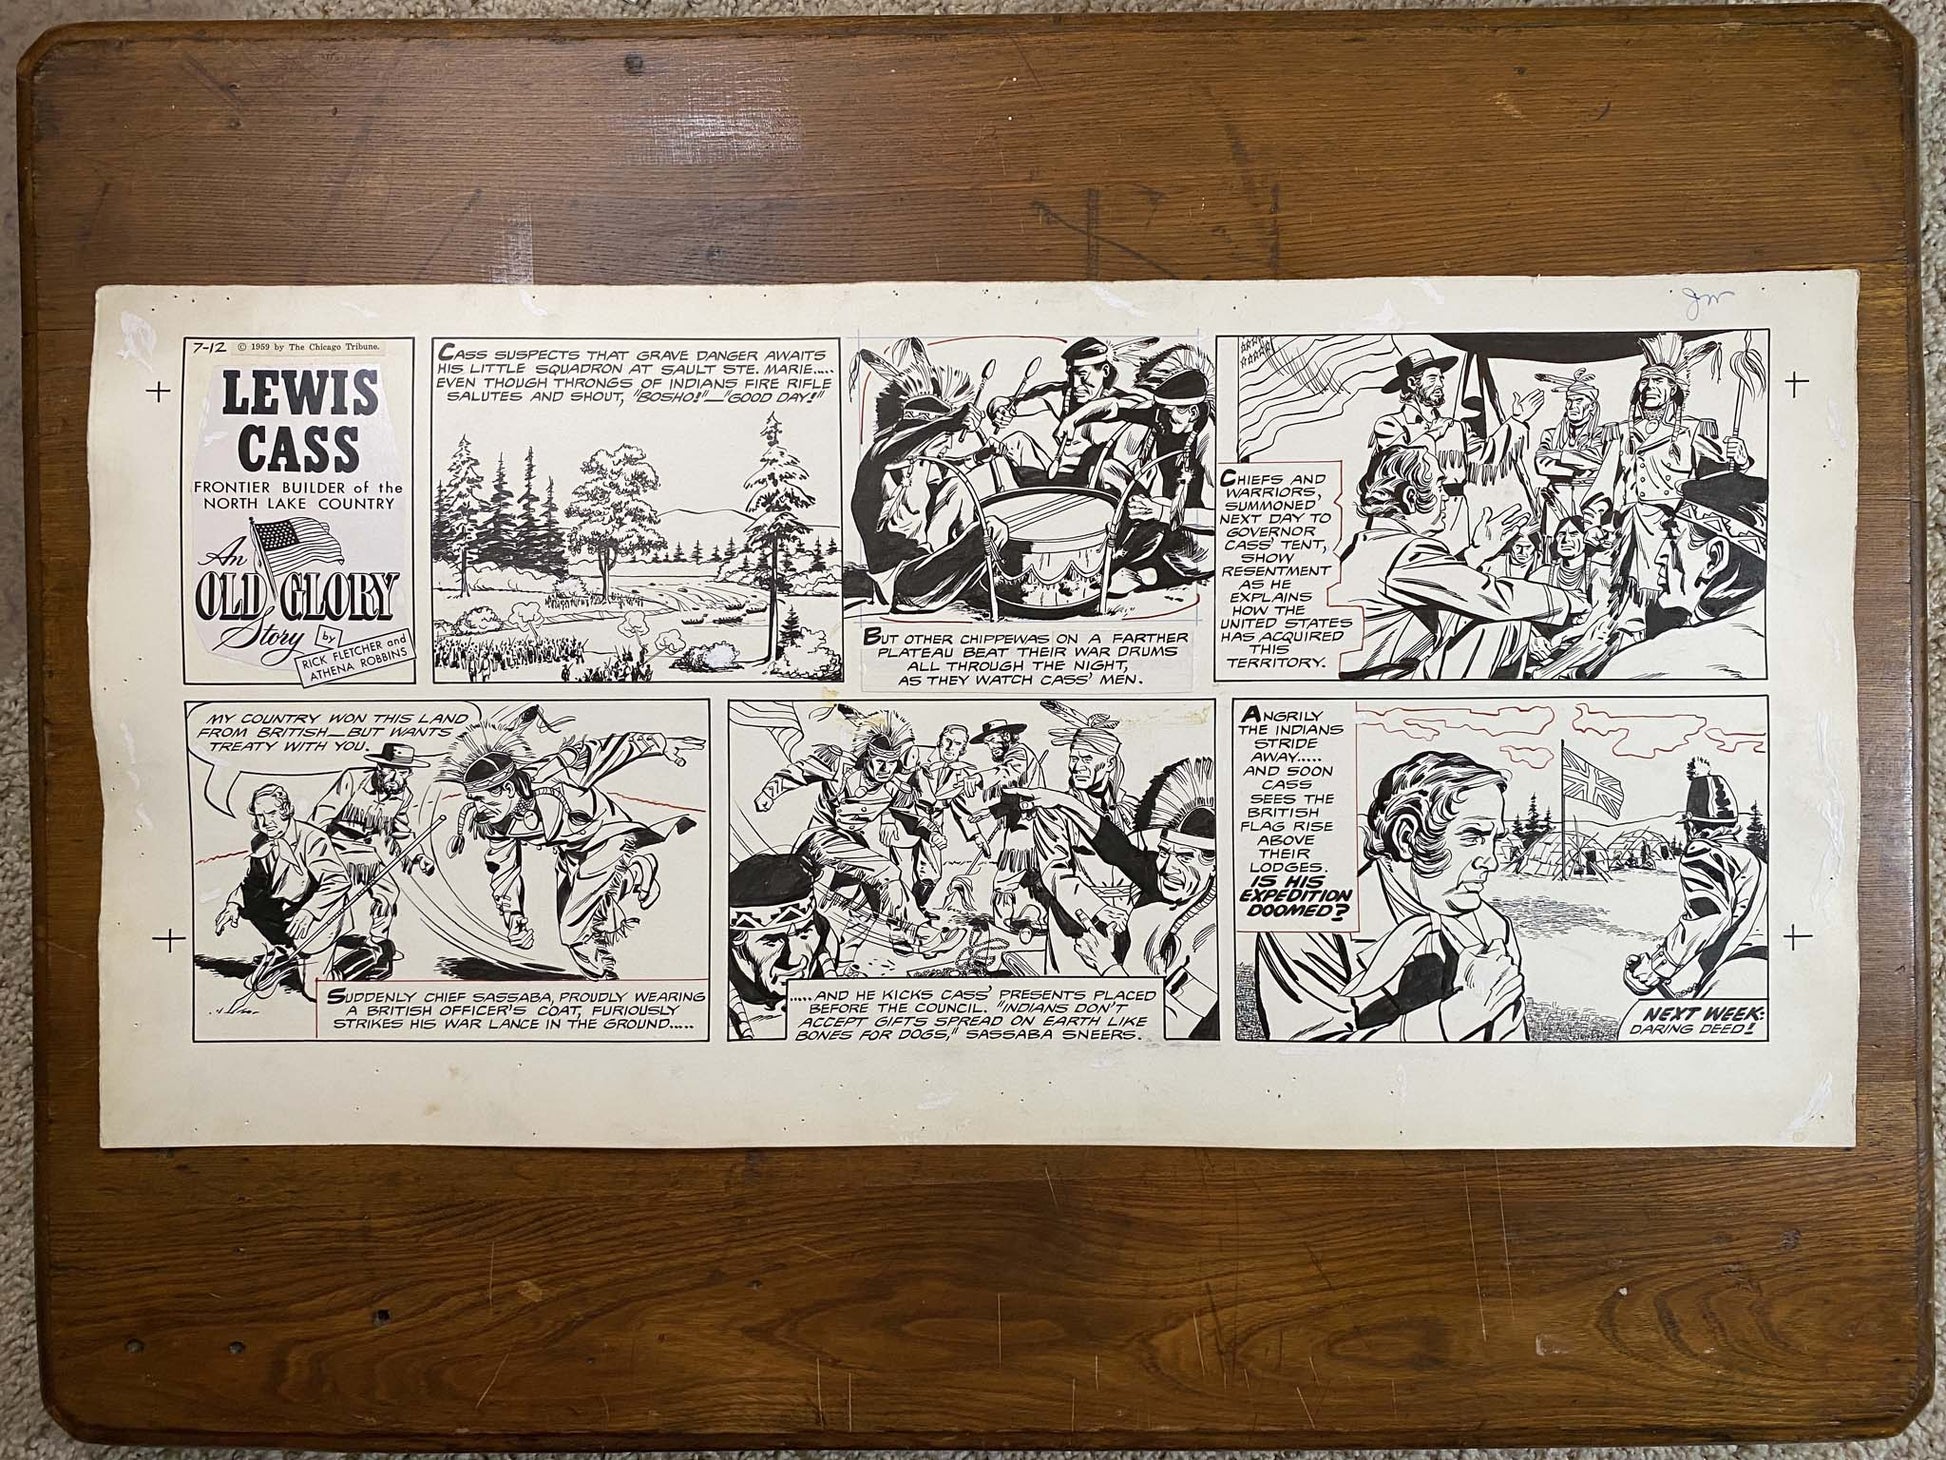 7-12 © 1959 by The Chicago Tribune.
LEWIS
CASS
FRONTIER BUILDER of the
NORTH LAKE COUNTRY
An
OLD GLORY
Story by
RICK FLETCHER and
ATHENA ROBBINS
CASS SUSPECTS THAT GRAVE DANGER AWAITS
HIS LITTLE SQUADRON AT SAULT STE. MARIE.....
EVEN THOUGH THRONGS OF INDIANS FIRE RIFLE
SALUTES AND SHOUT, "BOSHO!"—"GOOD DAY!"
BUT OTHER CHIPPEWAS ON A FARTHER
PLATEAU BEAT THEIR WAR DRUMS
ALL THROUGH THE NIGHT,
AS THEY WATCH CASS' MEN.
CHIEFS AND
WARRIORS,
SUMMONED
NEXT DAY TO
GOVERNOR
CASS' TENT,
SHOW
RESENTMENT
AS HE
EXPLAINS
HOW THE
UNITED STATES
HAS ACQUIRED
THIS
TERRITORY.
MY COUNTRY WON THIS LAND
FROM BRITISH—BUT WANTS
TREATY WITH YOU.
SUDDENLY CHIEF SASSABA, PROUDLY WEARING
A BRITISH OFFICER'S COAT, FURIOUSLY
STRIKES HIS WAR LANCE IN THE GROUND.....
.....AND HE KICKS CASS' PRESENTS PLACED
BEFORE THE COUNCIL. "INDIANS DON'T
ACCEPT GIFTS SPREAD ON EARTH LIKE
BONES FOR DOGS," SASSABA SNEERS.
ANGRILY
THE INDIANS
STRIDE
AWAY.....
AND SOON
CASS
SEES THE
BRITISH
FLAG RISE
ABOVE
THEIR
LODGES.
IS HIS
EXPEDITION
DOOMED?
NEXT WEEK:
DARING DEED!